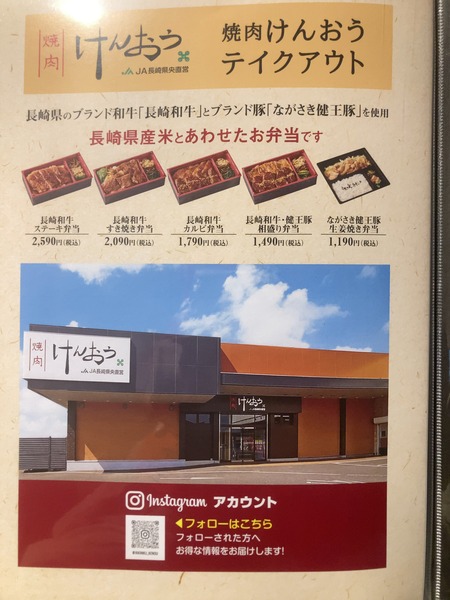 焼肉
けんおう
JA JA長崎県央直営
焼肉けんおう
テイクアウト
長崎県のブランド和牛「長崎和牛」とブランド豚「ながさき健王豚」を使用
長崎県産米とあわせたお弁当です
長崎和牛
ステーキ弁当
2,590円(税込)
長崎和牛
すき焼き弁当
2,090円(税込)
長崎和牛
カルビ弁当
1,790円(税込)
長崎和牛・健王豚
相盛り弁当
1,490円(税込)
ながさき健王豚
生姜焼き弁当
1,190円(税込)
焼肉
けんおう
JA JA長崎県央直営
けんおう
Instagram アカウント
◀フォローはこちら
フォローされた方へ
お得な情報をお届けします!